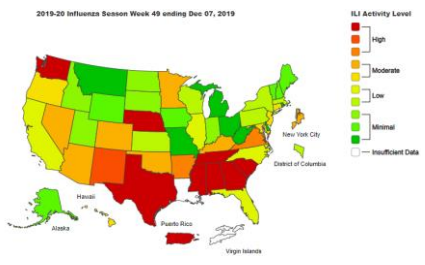 2019-20 Influenza Season Week 49 ending Dec 07, 2019
ILI Activity Level
High
Moderate
Low
Minimal
Insufficient Data
New York City
District of Columbia
Hawaii
Alaska
Puerto Rico
Virgin Islands